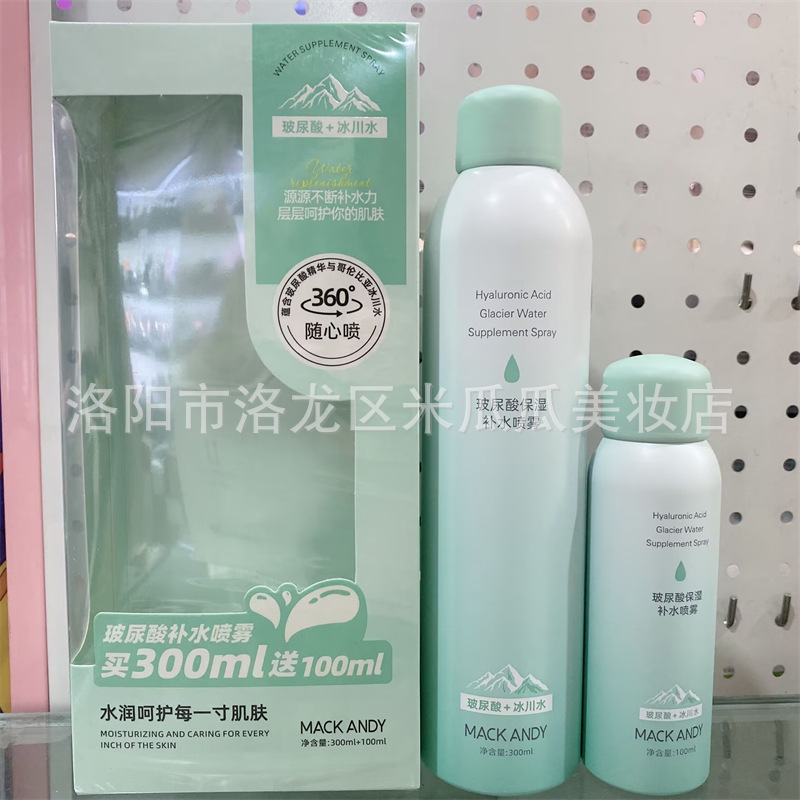 WATER SUPPLEMENT SPRAY
玻尿酸+冰川水
Water
replenishment
源源不断补水力
层层呵护你的肌肤
蕴含玻尿酸精华与哥伦比亚冰川水
360°
随心喷
玻尿酸补水喷雾
买300ml送100ml
水润呵护每一寸肌肤
MOISTURIZING AND CARING FOR EVERY
INCH OF THE SKIN
MACK ANDY
净含量:300ml+100ml
Hyaluronic Acid
Glacier Water
Supplement Spray
玻尿酸保湿
补水喷雾
玻尿酸+冰川水
MACK ANDY
净含量:300ml
Hyaluronic Acid
Glacier Water
Supplement Spray
玻尿酸保湿
补水喷雾
玻尿酸+冰川水
MACK ANDY
净含量:100ml
洛阳市洛龙区米瓜瓜美妆店